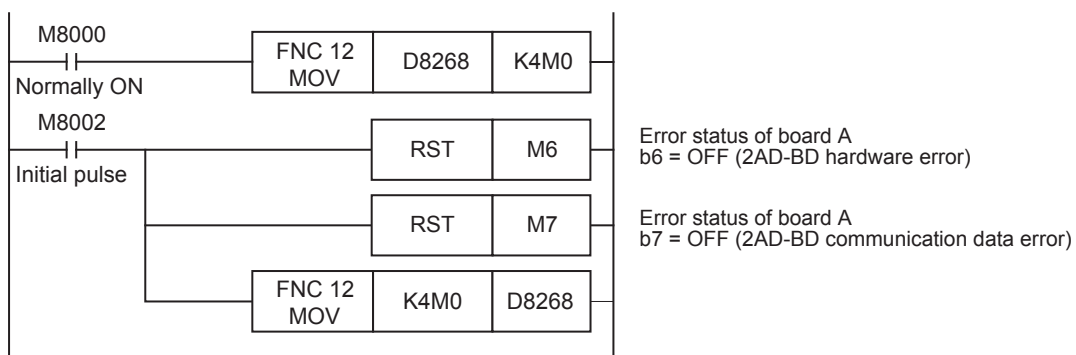 M8000
FNC 12
MOV
D8268
K4M0
Normally ON
M8002
Initial pulse
RST
M6
Error status of board A
b6 = OFF (2AD-BD hardware error)
RST
M7
Error status of board A
b7 = OFF (2AD-BD communication data error)
FNC 12
MOV
K4M0
D8268